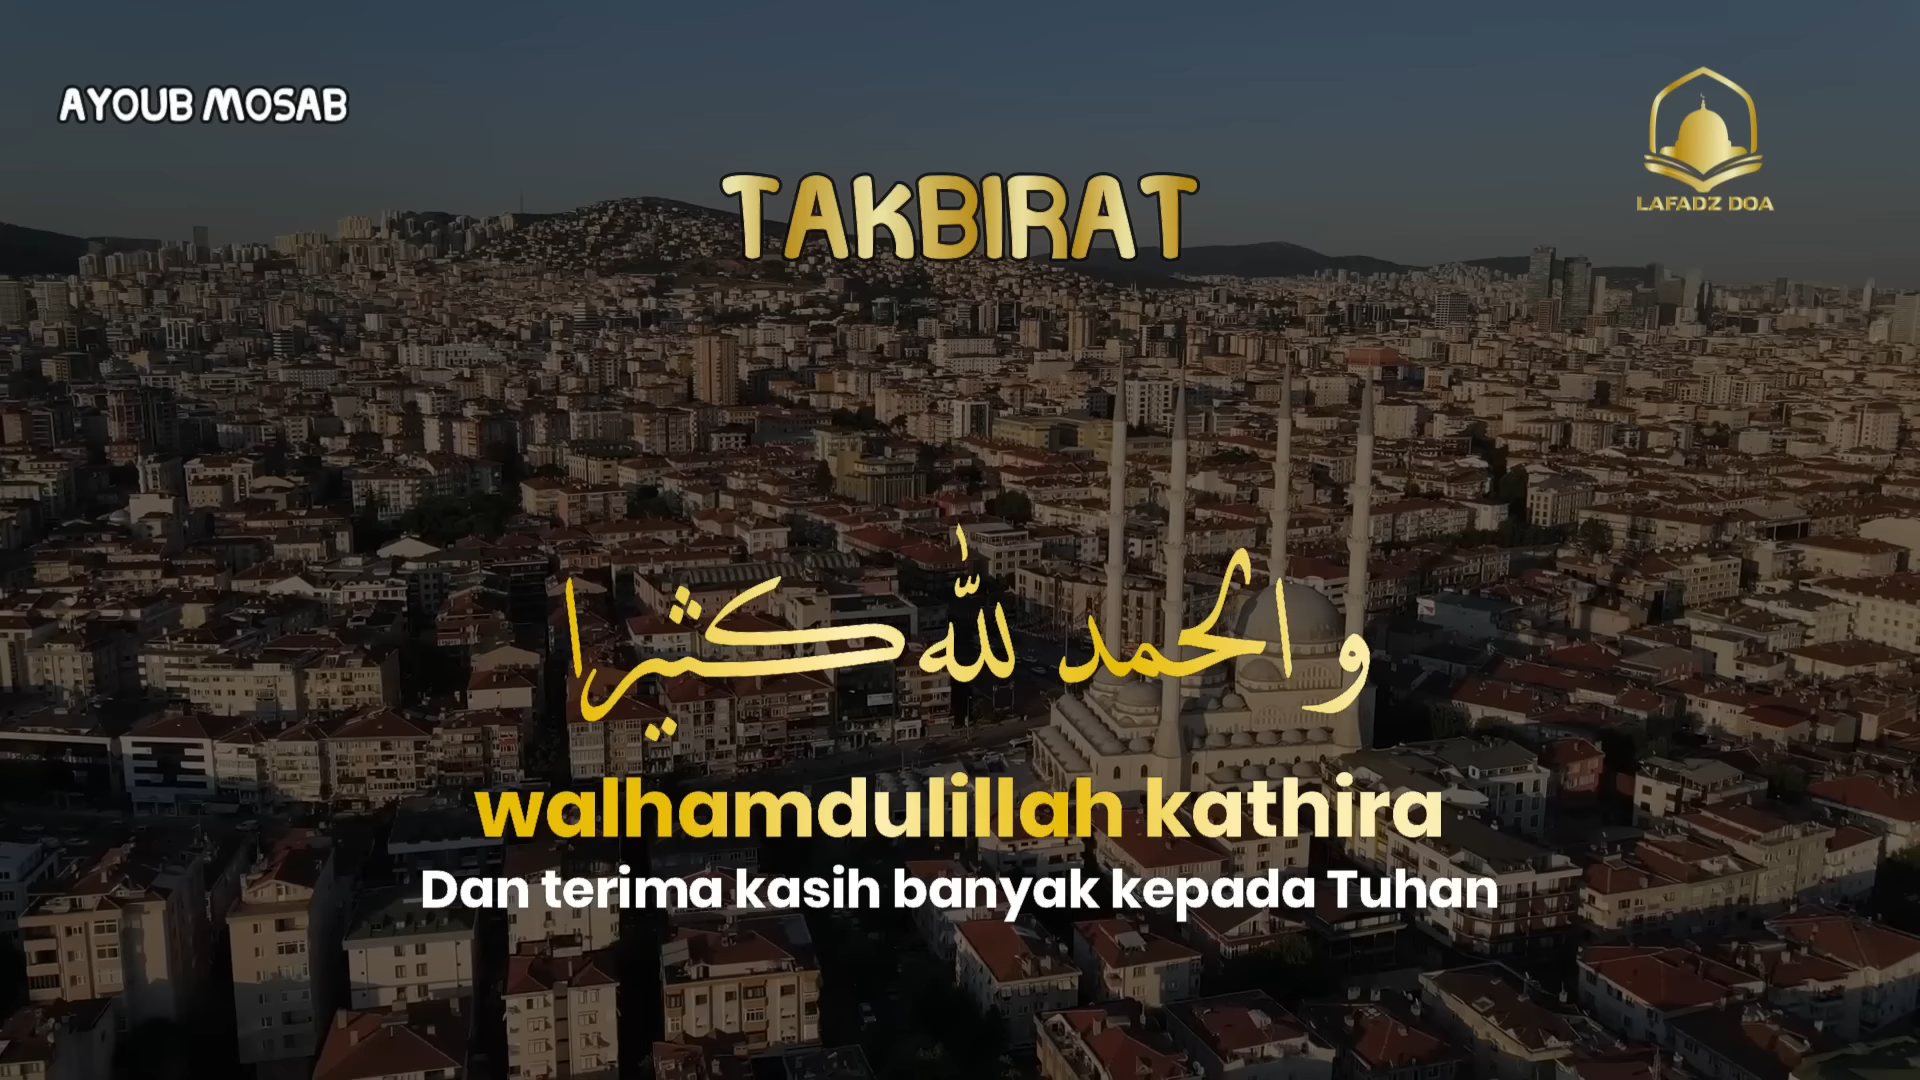 AYOUB MOSAB
LAFADZ DOA
TAKBIRAT
والحمد لله كثيرا
walhamdulillah kathira
Dan terima kasih banyak kepada Tuhan